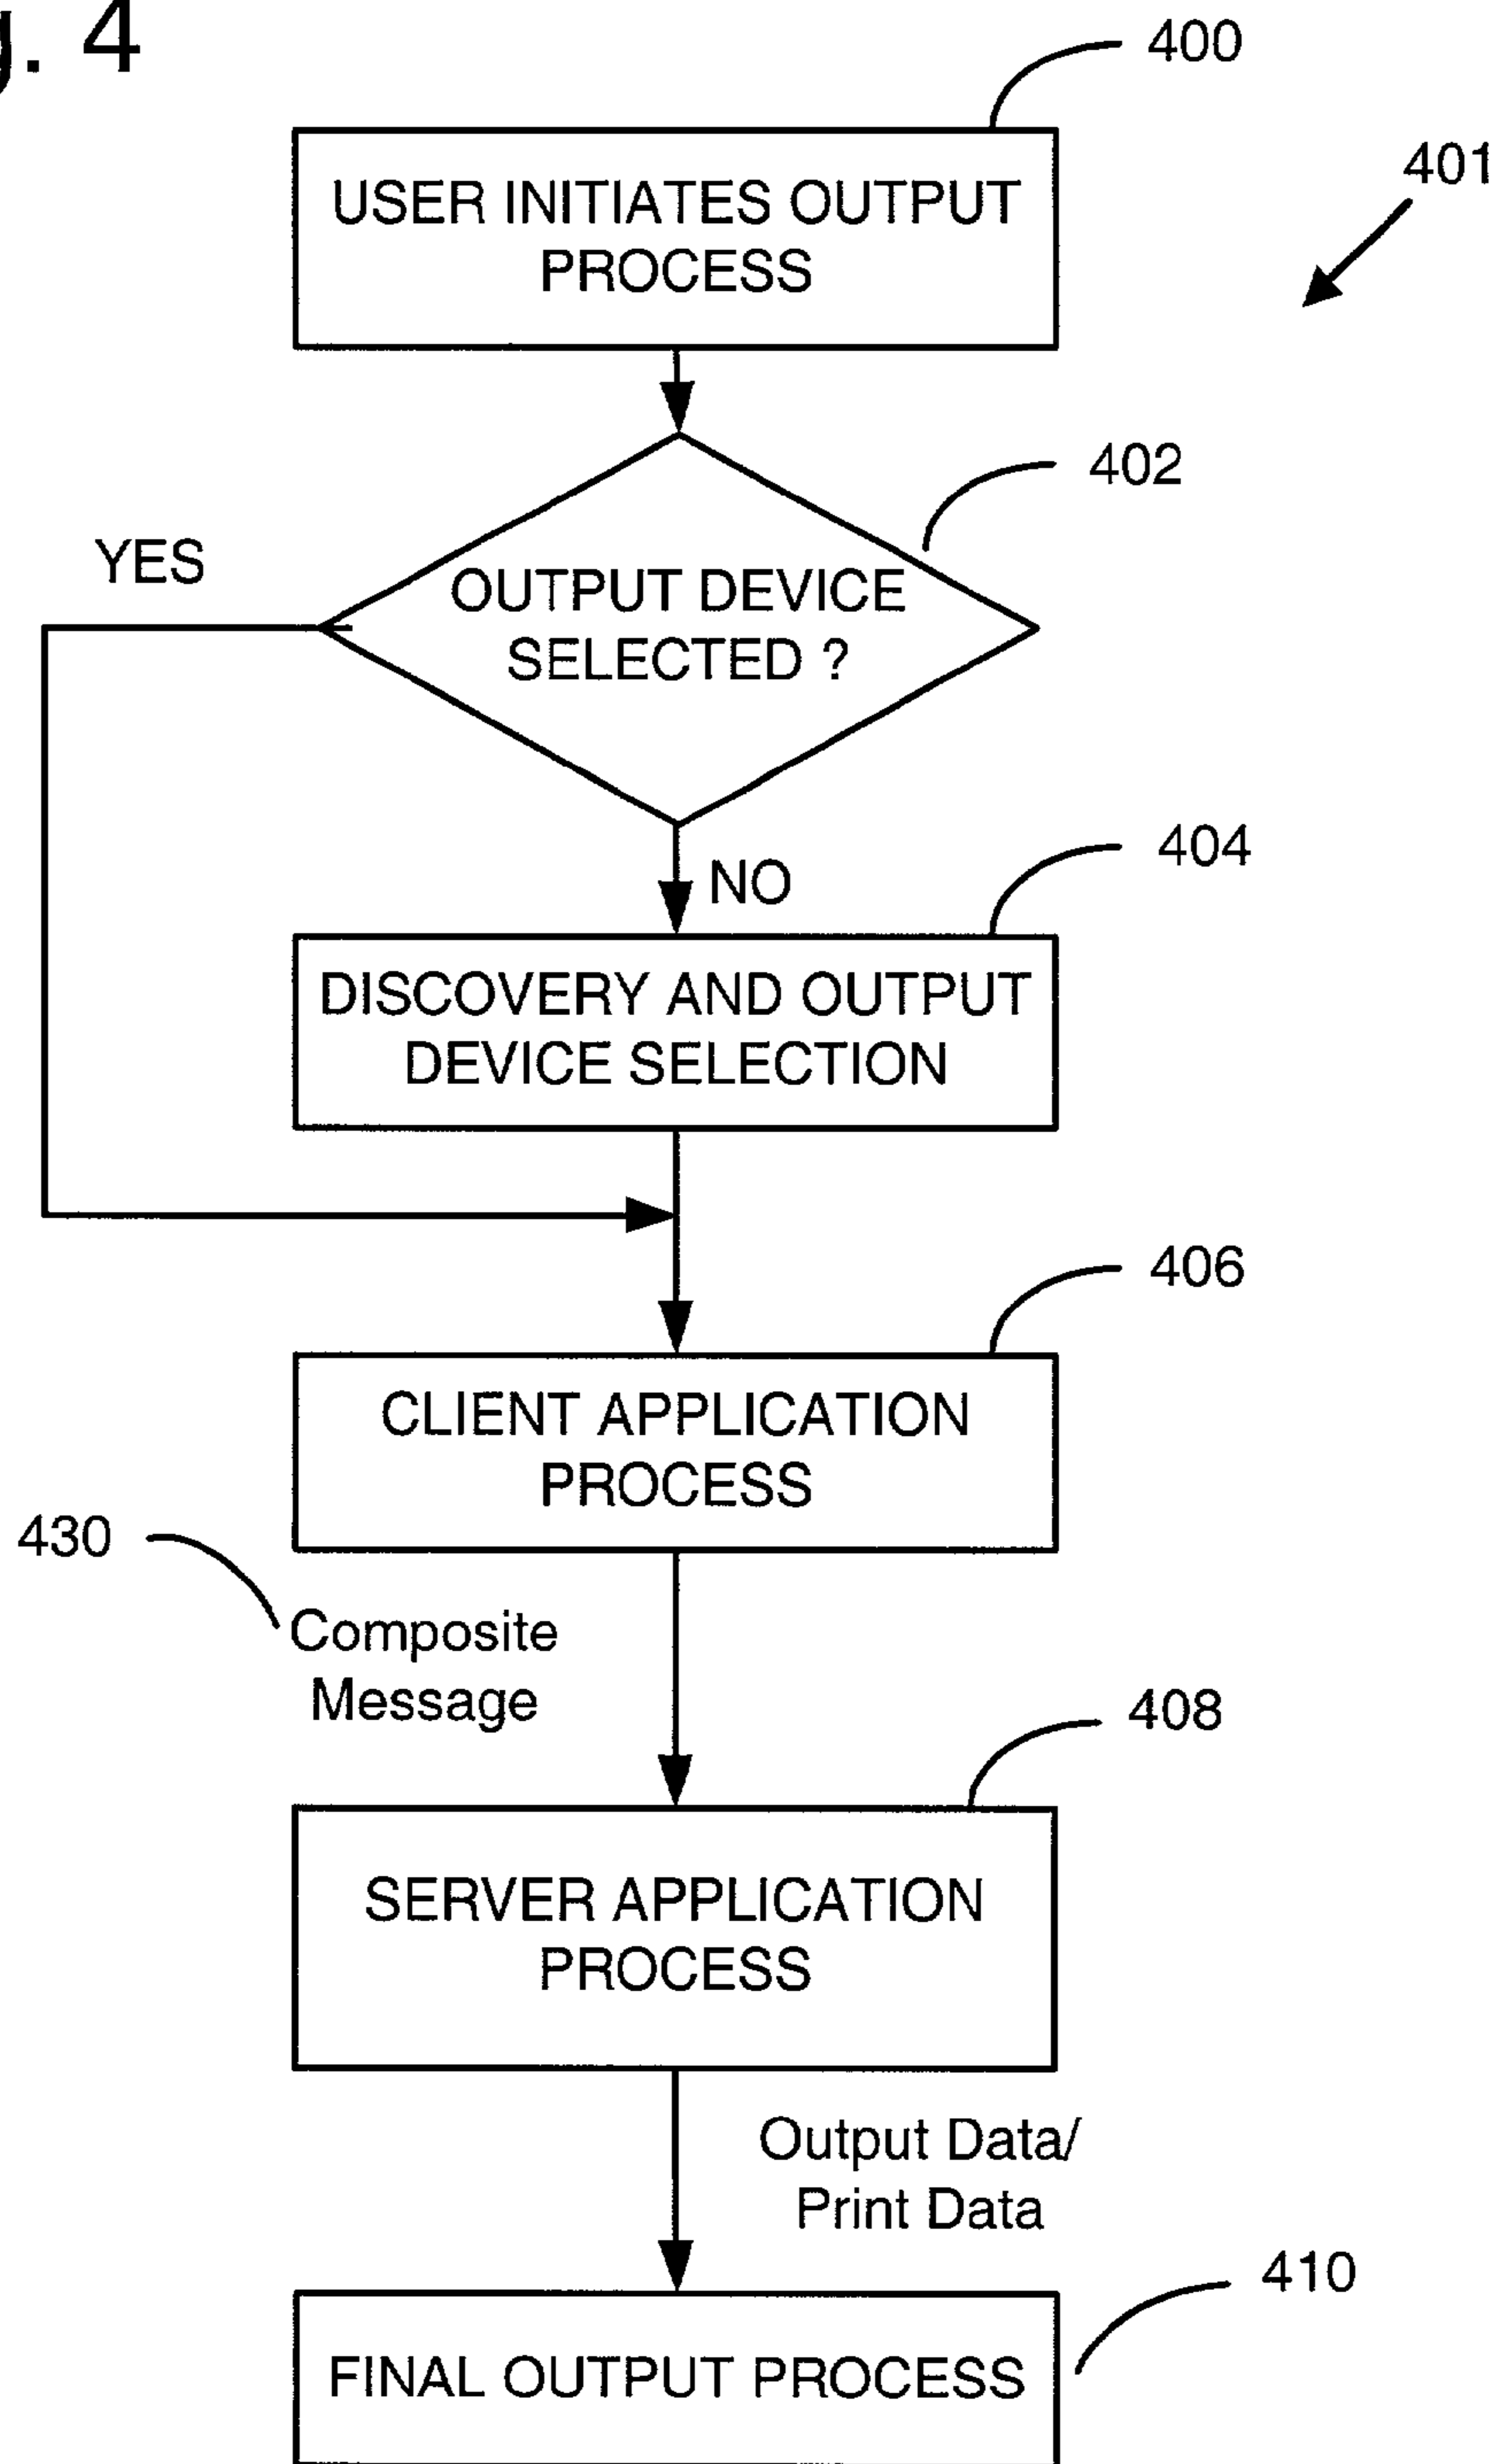 g. 4
400
401
USER INITIATES OUTPUT
PROCESS
402
YES
OUTPUT DEVICE
SELECTED ?
404
NO
DISCOVERY AND OUTPUT
DEVICE SELECTION
406
CLIENT APPLICATION
PROCESS
430
Composite
Message
408
SERVER APPLICATION
PROCESS
Output Data/
Print Data
410
FINAL OUTPUT PROCESS